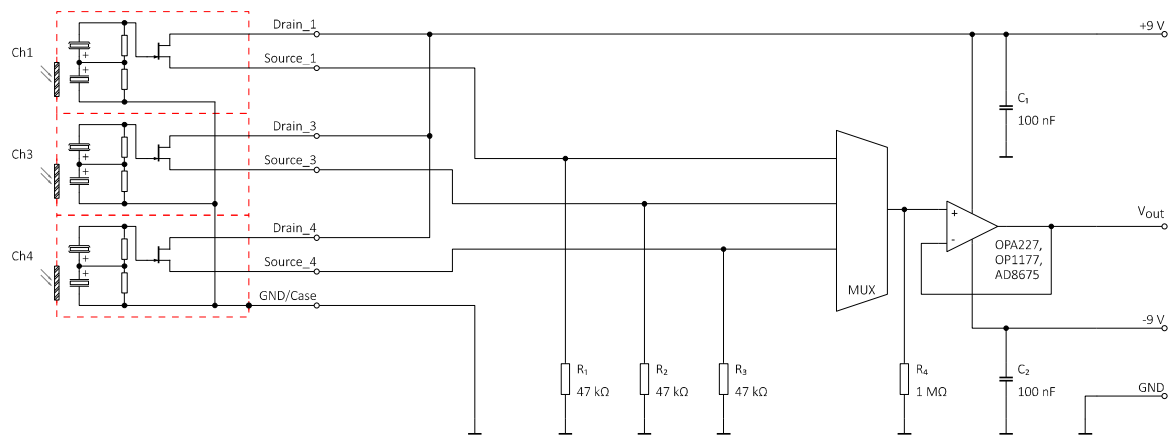 Drain_1
+9 V
Ch1
Source_1
C₁
100 nF
Drain_3
Ch3
Source_3
Vout
OPA227,
OP1177,
AD8675
Drain_4
Ch4
Source_4
MUX
GND/Case
-9 V
R₁
47 kΩ
R₂
47 kΩ
R₃
47 kΩ
R₄
1 MΩ
C₂
100 nF
GND
+
+
+
+
+
+
+
-